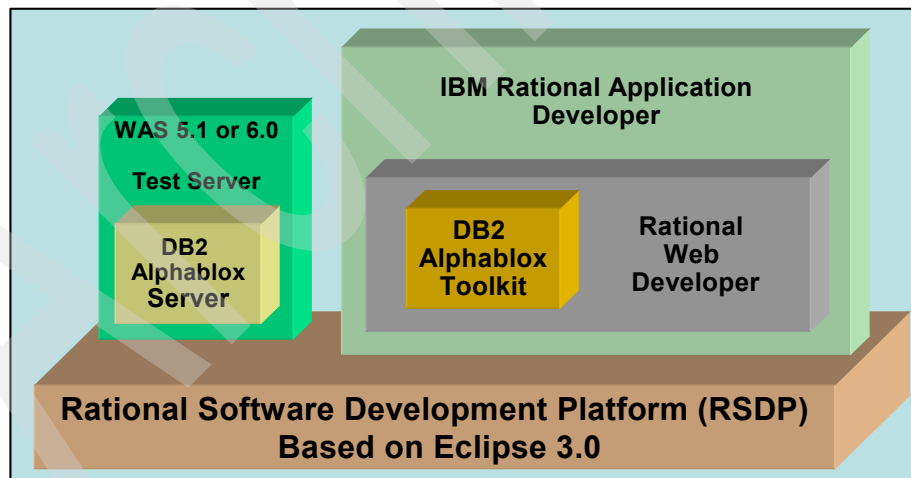 IBM Rational Application
Developer
WAS 5.1 or 6.0
Test Server
DB2
Alphablox
Server
DB2
Alphablox
Toolkit
Rational
Web
Developer
Rational Software Development Platform (RSDP)
Based on Eclipse 3.0